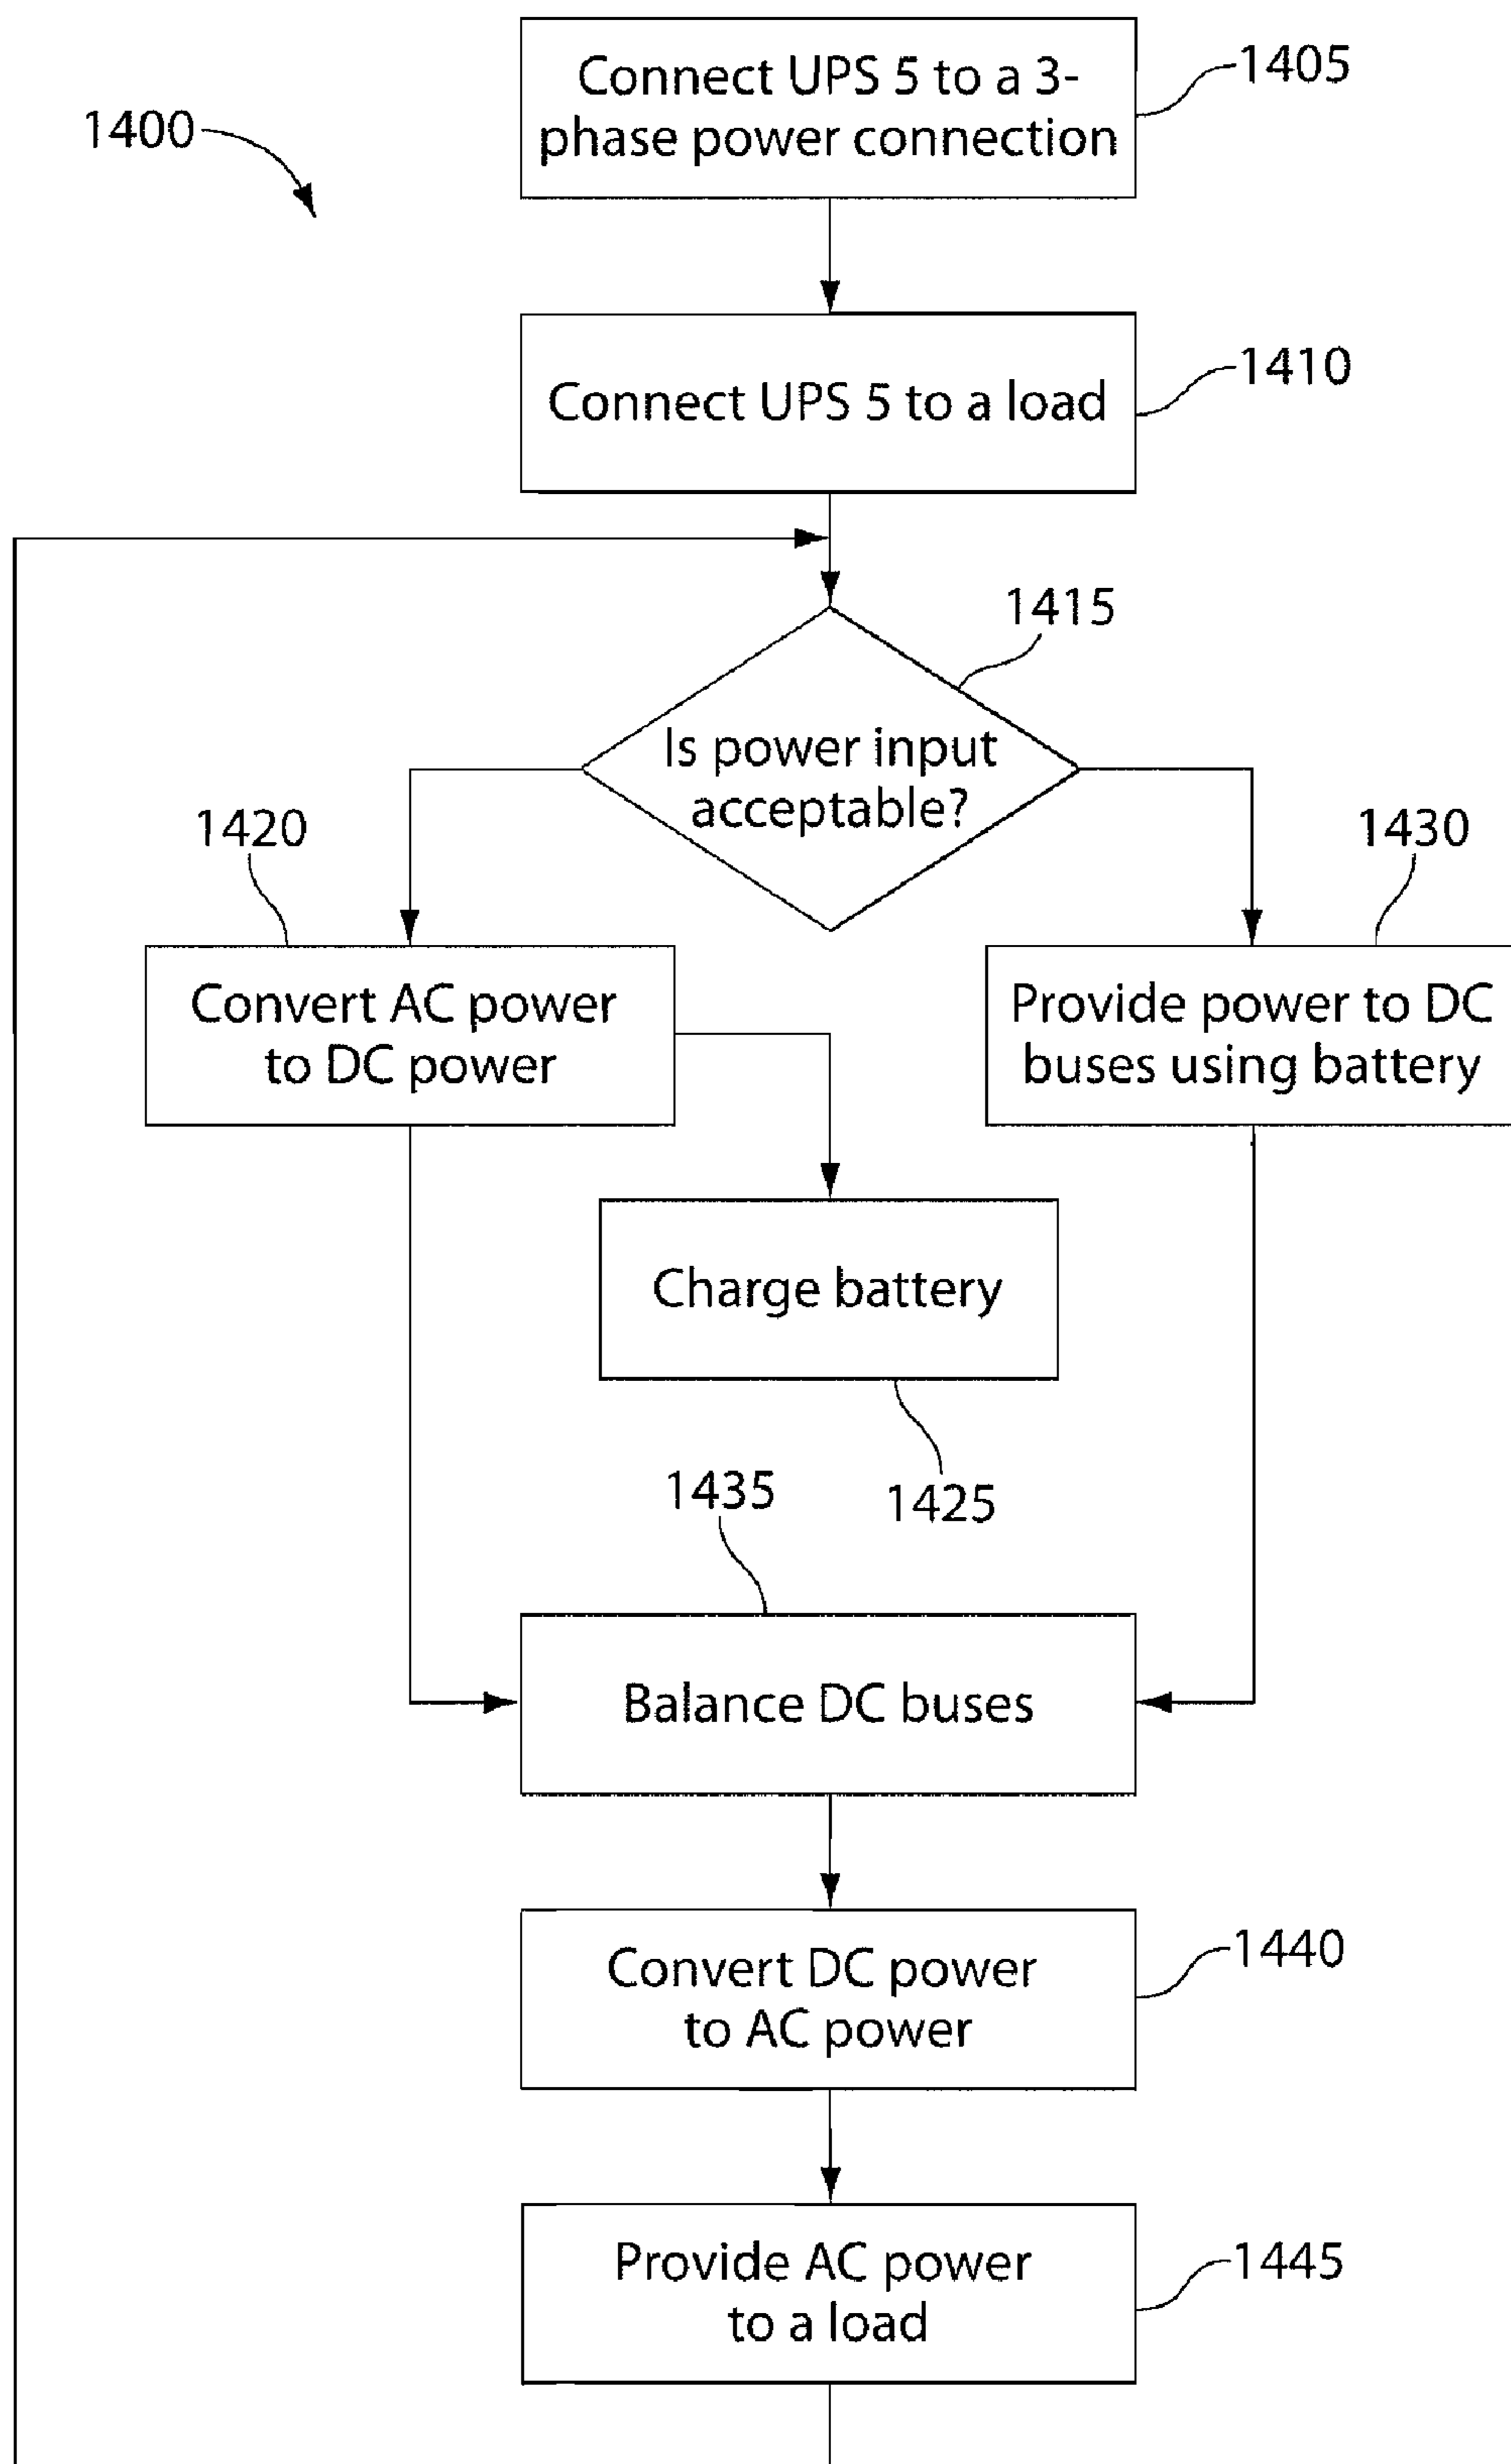 Connect UPS 5 to a 3-
phase power connection
1405
1400
Connect UPS 5 to a load
1410
1415
Is power input
acceptable?
1420
1430
Convert AC power
to DC power
Provide power to DC
buses using battery
Charge battery
1425
1435
Balance DC buses
Convert DC power
to AC power
1440
Provide AC power
to a load
1445